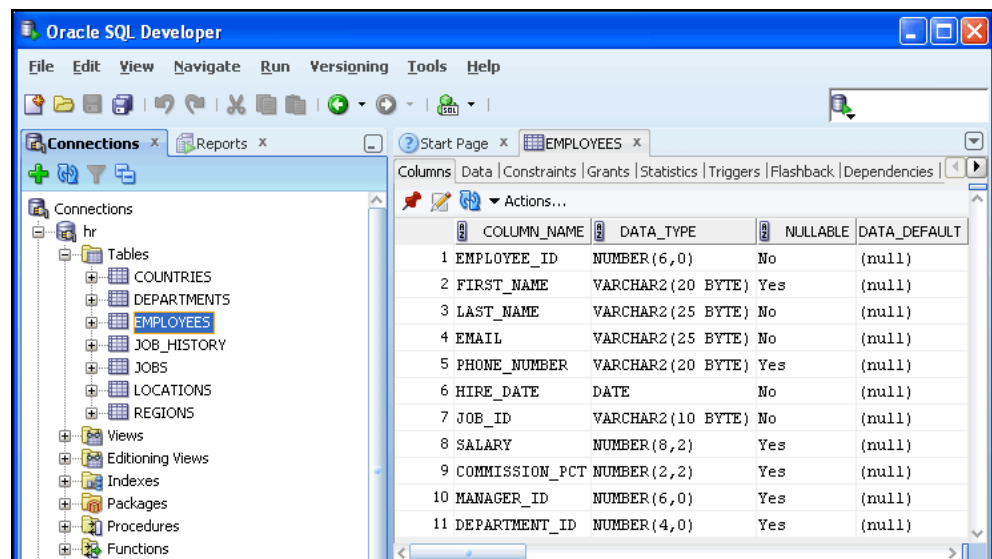 Oracle SQL Developer
File Edit View Navigate Run Versioning Tools Help
SQL
Connections x Reports x
Start Page x EMPLOYEES x
Columns Data Constraints Grants Statistics Triggers Flashback Dependencies
Actions...
Connections
hr
Tables
COUNTRIES
DEPARTMENTS
EMPLOYEES
JOB_HISTORY
JOBS
LOCATIONS
REGIONS
Views
Editioning Views
Indexes
Packages
Procedures
Functions
COLUMN_NAME DATA_TYPE NULLABLE DATA_DEFAULT
1 EMPLOYEE_ID NUMBER(6,0) No (null)
2 FIRST_NAME VARCHAR2(20 BYTE) Yes (null)
3 LAST_NAME VARCHAR2(25 BYTE) No (null)
4 EMAIL VARCHAR2(25 BYTE) No (null)
5 PHONE_NUMBER VARCHAR2(20 BYTE) Yes (null)
6 HIRE_DATE DATE No (null)
7 JOB_ID VARCHAR2(10 BYTE) No (null)
8 SALARY NUMBER(8,2) Yes (null)
9 COMMISSION_PCT NUMBER(2,2) Yes (null)
10 MANAGER_ID NUMBER(6,0) Yes (null)
11 DEPARTMENT_ID NUMBER(4,0) Yes (null)